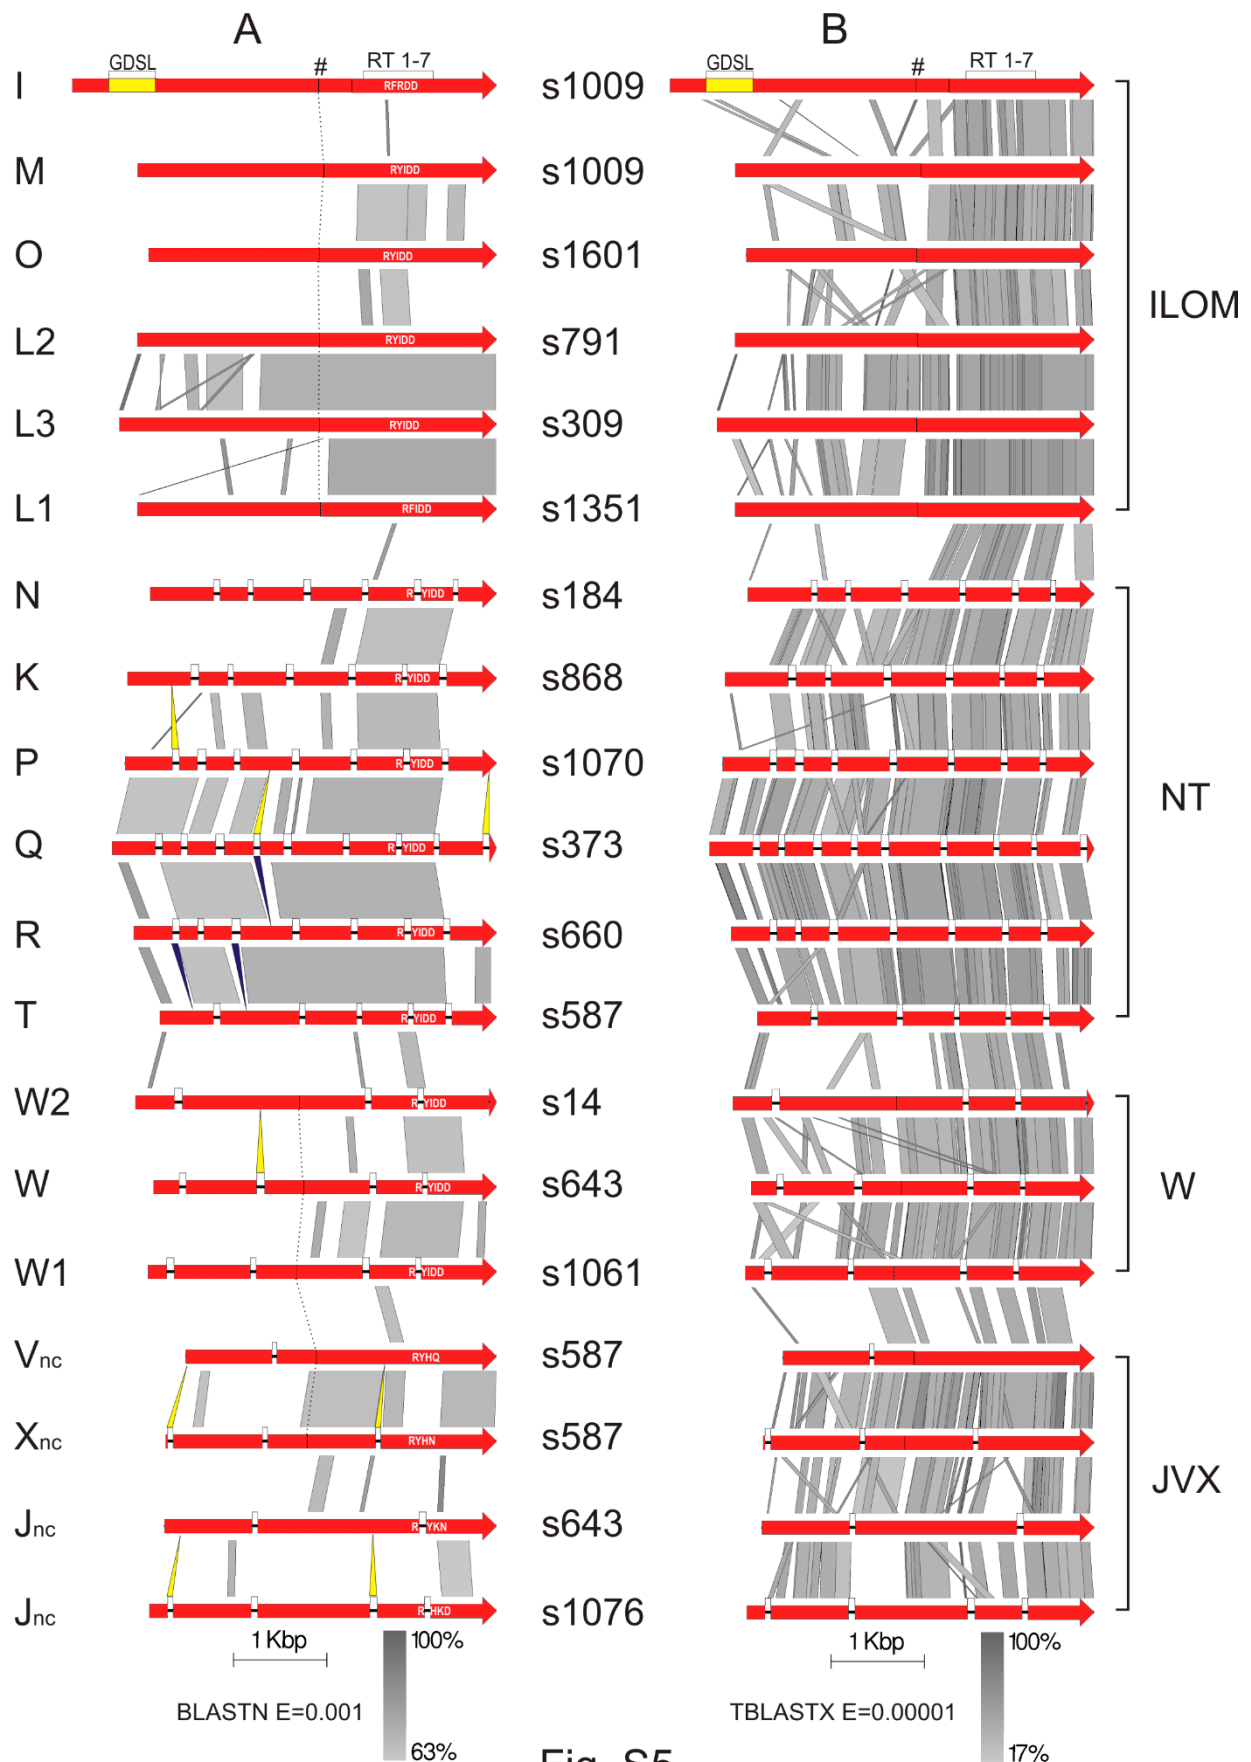 A B
GDSL # RT 1-7 GDSL # RT 1-7
I RFRDD s1009
M RYIDD s1009
O RYIDD s1601
L2 RYIDD s791 ILOM
L3 RYIDD s309
L1 RFIDD s1351
N R YIDD s184
K R YIDD s868
P R YIDD s1070 NT
Q R YIDD s373
R R YIDD s660
T R YIDD s587
W2 R YIDD s14
W R YIDD s643 W
W1 R YIDD s1061
Vnc RYHQ s587
Xnc RYHN s587
Jnc R YKN s643 JVX
Jnc R HKD s1076
1 Kbp 100% 1 Kbp 100%
BLASTN E=0.001 TBLASTX E=0.00001
63% Fig. S5 17%